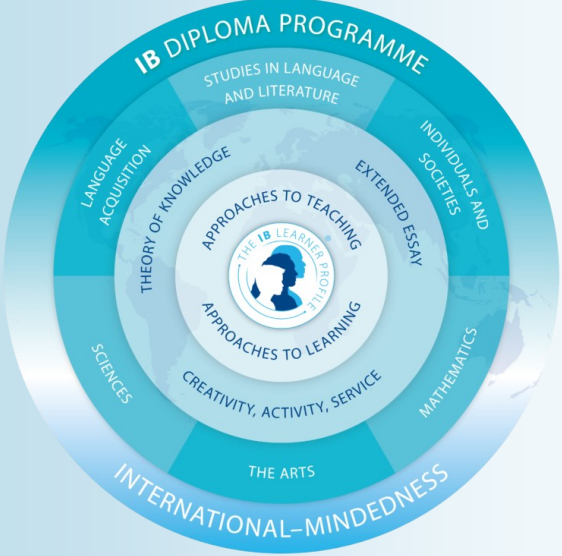 IB DIPLOMA PROGRAMME
STUDIES IN LANGUAGE
AND LITERATURE
LANGUAGE
ACQUISITION
INDIVIDUALS AND
SOCIETIES
THEORY OF KNOWLEDGE
EXTENDED ESSAY
APPROACHES TO TEACHING
THE IB LEARNER PROFILE
APPROACHES TO LEARNING
CREATIVITY, ACTIVITY, SERVICE
SCIENCES
MATHEMATICS
THE ARTS
INTERNATIONAL–MINDEDNESS